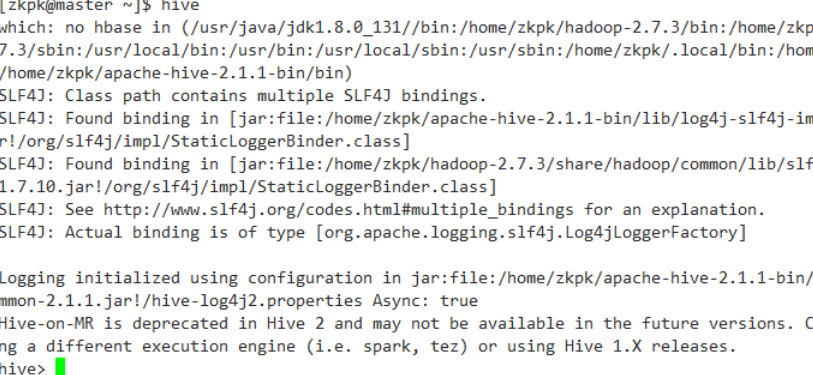 [zkpk@master ~]$ hive
which: no hbase in (/usr/java/jdk1.8.0_131//bin:/home/zkpk/hadoop-2.7.3/bin:/home/zkp
7.3/sbin:/usr/local/bin:/usr/bin:/usr/local/sbin:/usr/sbin:/home/zkpk/.local/bin:/hom
/home/zkpk/apache-hive-2.1.1-bin/bin)
SLF4J: Class path contains multiple SLF4J bindings.
SLF4J: Found binding in [jar:file:/home/zkpk/apache-hive-2.1.1-bin/lib/log4j-slf4j-im
r!/org/slf4j/impl/StaticLoggerBinder.class]
SLF4J: Found binding in [jar:file:/home/zkpk/hadoop-2.7.3/share/hadoop/common/lib/slf
1.7.10.jar!/org/slf4j/impl/StaticLoggerBinder.class]
SLF4J: See http://www.slf4j.org/codes.html#multiple_bindings for an explanation.
SLF4J: Actual binding is of type [org.apache.logging.slf4j.Log4jLoggerFactory]
Logging initialized using configuration in jar:file:/home/zkpk/apache-hive-2.1.1-bin/
mmon-2.1.1.jar!/hive-log4j2.properties Async: true
Hive-on-MR is deprecated in Hive 2 and may not be available in the future versions. C
ng a different execution engine (i.e. spark, tez) or using Hive 1.X releases.
hive>